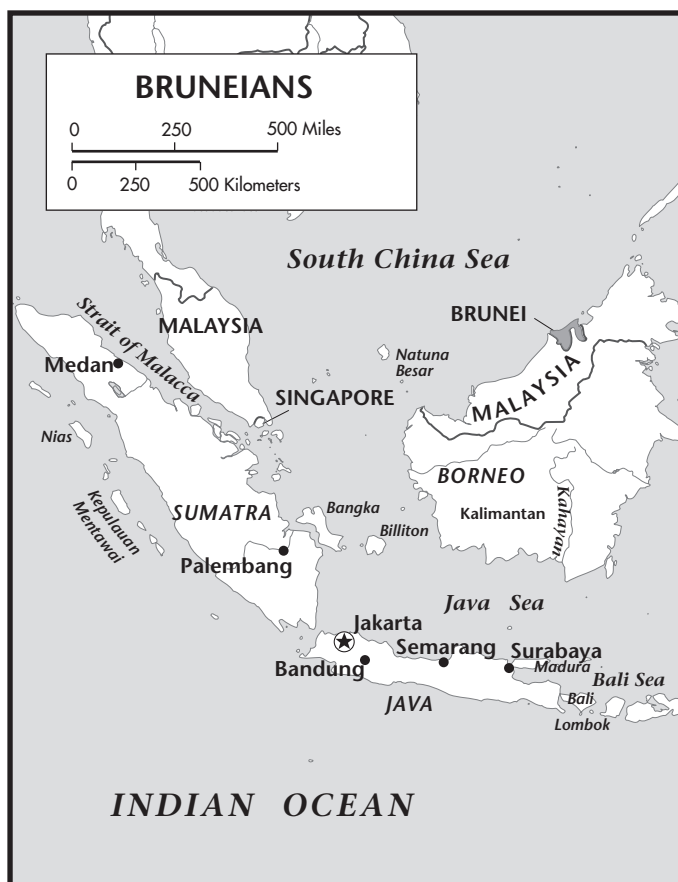 BRUNEIANS
0 250 500 Miles
0 250 500 Kilometers
South China Sea
BRUNEI
Strait of Malacca
MALAYSIA
Medan
Natuna
Besar
MALAYSIA
SINGAPORE
Nias
BORNEO
Kepulauan
Mentawai
SUMATRA
Bangka
Kalimantan
Kahayan
Billiton
Palembang
Java Sea
Jakarta
Semarang
Surabaya
Bandung
Madura
Bali Sea
JAVA
Bali
Lombok
INDIAN OCEAN